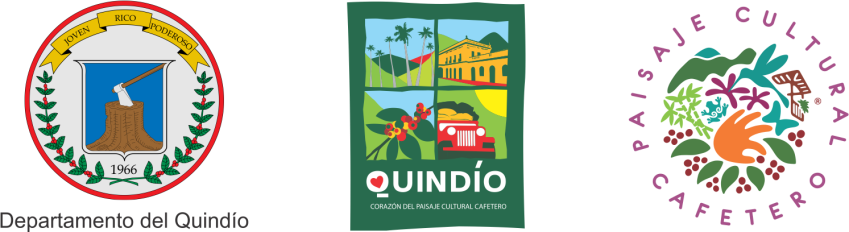 JOVEN RICO PODEROSO
1966
Departamento del Quindío
QUINDÍO
CORAZÓN DEL PAISAJE CULTURAL CAFETERO
PAISAJE CULTURAL
CAFETERO
®